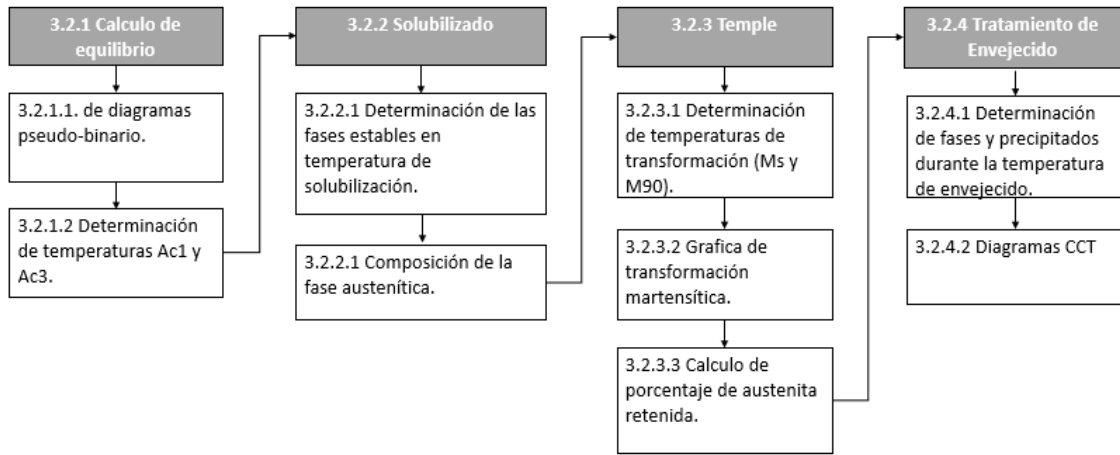 3.2.1 Calculo de
equilibrio
3.2.1.1. de diagramas
pseudo-binario.
3.2.1.2 Determinación
de temperaturas Ac1 y
Ac3.
3.2.2 Solubilizado
3.2.2.1 Determinación de las
fases estables en
temperatura de
solubilización.
3.2.2.1 Composición de la
fase austenítica.
3.2.3 Temple
3.2.3.1 Determinación
de temperaturas de
transformación (Ms y
M90).
3.2.3.2 Grafica de
transformación
martensítica.
3.2.3.3 Calculo de
porcentaje de austenita
retenida.
3.2.4 Tratamiento de
Envejecido
3.2.4.1 Determinación
de fases y precipitados
durante la temperatura
de envejecido.
3.2.4.2 Diagramas CCT